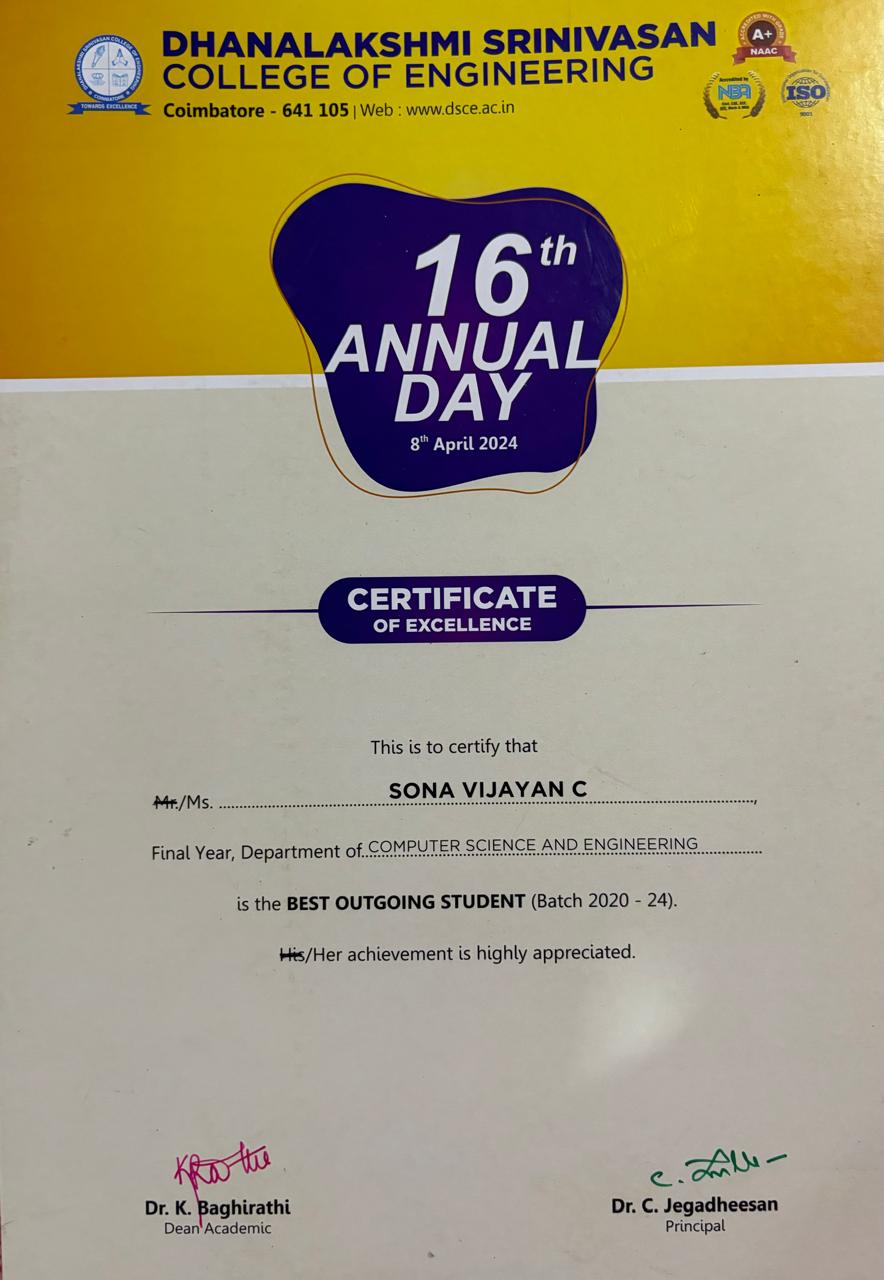 DHANALAKSHMI SRINIVASAN
COLLEGE OF ENGINEERING
Coimbatore - 641 105 | Web : www.dsce.ac.in
DHANALAKSHMI SRINIVASAN COLLEGE OF ENGINEERING
COIMBATORE
TOWARDS EXCELLENCE
ACCREDITED WITH GRADE
A+
NAAC
Accredited by
NBA
ISO
9001
16th
ANNUAL
DAY
8th April 2024
CERTIFICATE
OF EXCELLENCE
This is to certify that
Mr./Ms. SONA VIJAYAN C,
Final Year, Department of COMPUTER SCIENCE AND ENGINEERING
is the BEST OUTGOING STUDENT (Batch 2020 - 24).
His/Her achievement is highly appreciated.
Dr. K. Baghirathi
Dean Academic
Dr. C. Jegadheesan
Principal